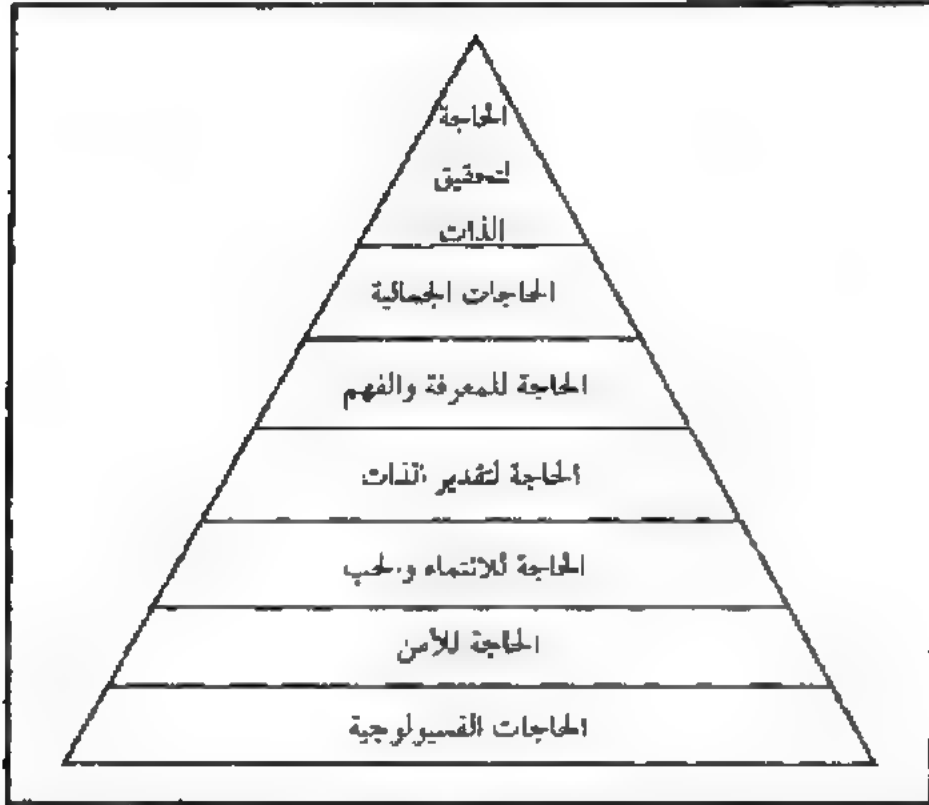 الحاجة
لتحقيق
الذات
الحاجات الجمالية
الحاجة للمعرفة والفهم
الحاجة لتقدير الذات
الحاجة للانتماء والحب
الحاجة للأمن
الحاجات الفسيولوجية